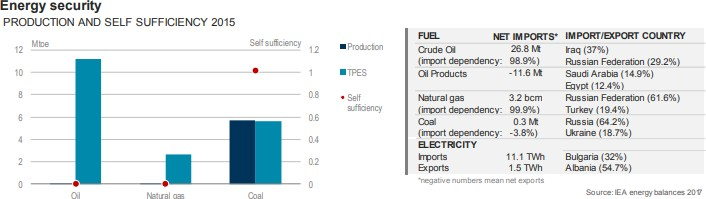 Energy security
PRODUCTION AND SELF SUFFICIENCY 2015
Mtoe
Self sufficiency
12
10
8
6
4
2
0
1.2
1
0.8
0.6
0.4
0.2
0
Oil
Natural gas
Coal
Production
TPES
Self
sufficiency
FUEL NET IMPORTS* IMPORT/EXPORT COUNTRY
Crude Oil 26.8 Mt Iraq (37%)
(import dependency: 98.9%) Russian Federation (29.2%)
Oil Products -11.6 Mt Saudi Arabia (14.9%)
Egypt (12.4%)
Natural gas 3.2 bcm Russian Federation (61.6%)
(import dependency: 99.9%) Turkey (19.4%)
Coal 0.3 Mt Russia (64.2%)
(import dependency: -3.8%) Ukraine (18.7%)
ELECTRICITY
Imports 11.1 TWh Bulgaria (32%)
Exports 1.5 TWh Albania (54.7%)
*negative numbers mean net exports
Source: IEA energy balances 2017